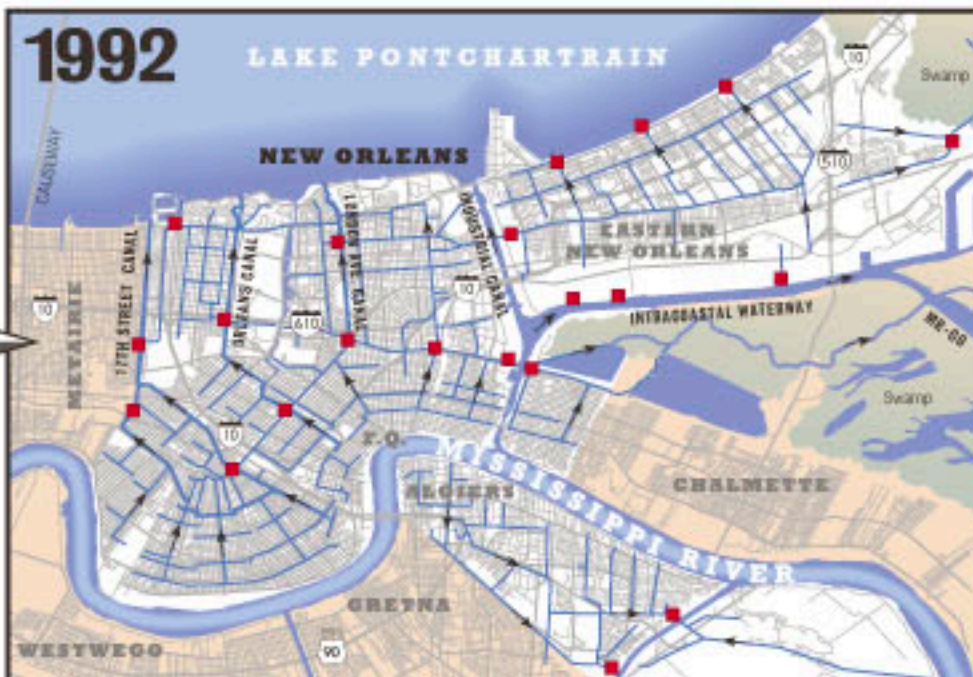 1992
LAKE PONTCHARTRAIN
10
Swamp
CAUSEWAY
NEW ORLEANS
510
INDUSTRIAL CANAL
LONDON AVE. CANAL
EASTERN
NEW ORLEANS
17TH STREET CANAL
ORLEANS CANAL
10
10
610
INTRACOASTAL WATERWAY
MR-GO
METAIRIE
Swamp
10
F.Q.
MISSISSIPPI RIVER
ALGIERS
CHALMETTE
GRETNA
WESTWEGO
90